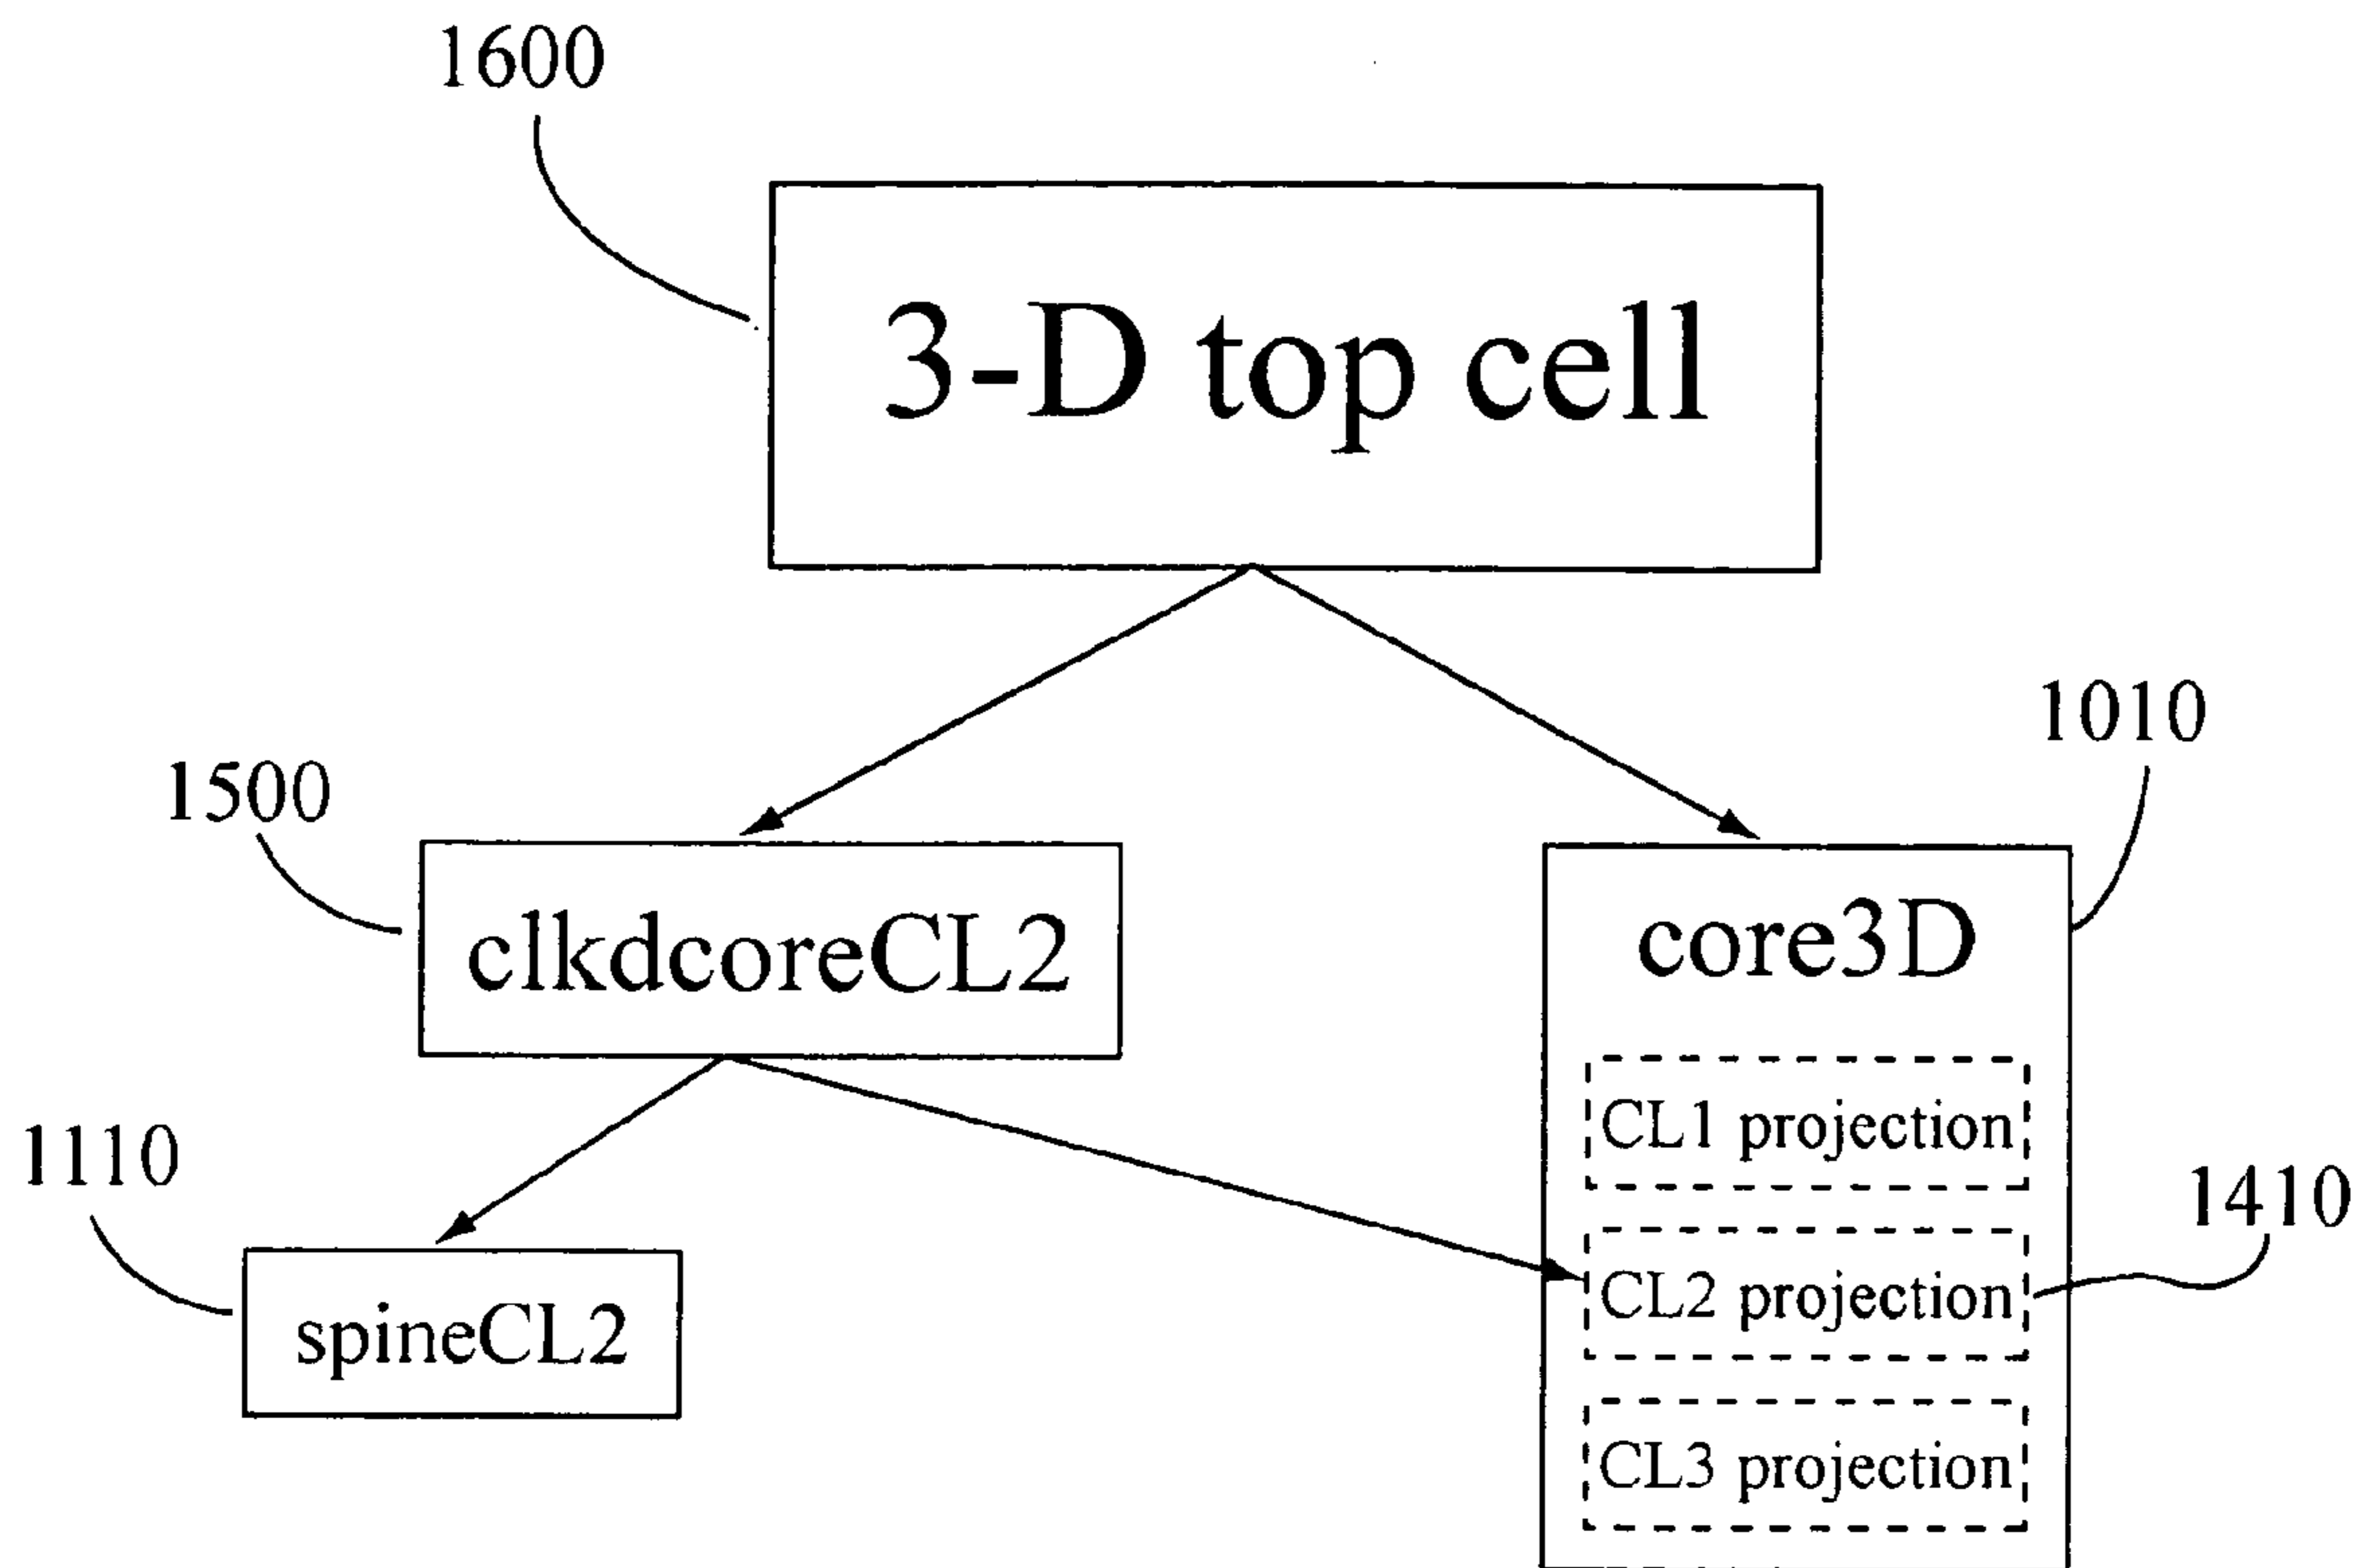 1600
3-D top cell
1010
1500
clkdcoreCL2
core3D
CL1 projection
1110
1410
CL2 projection
spineCL2
CL3 projection